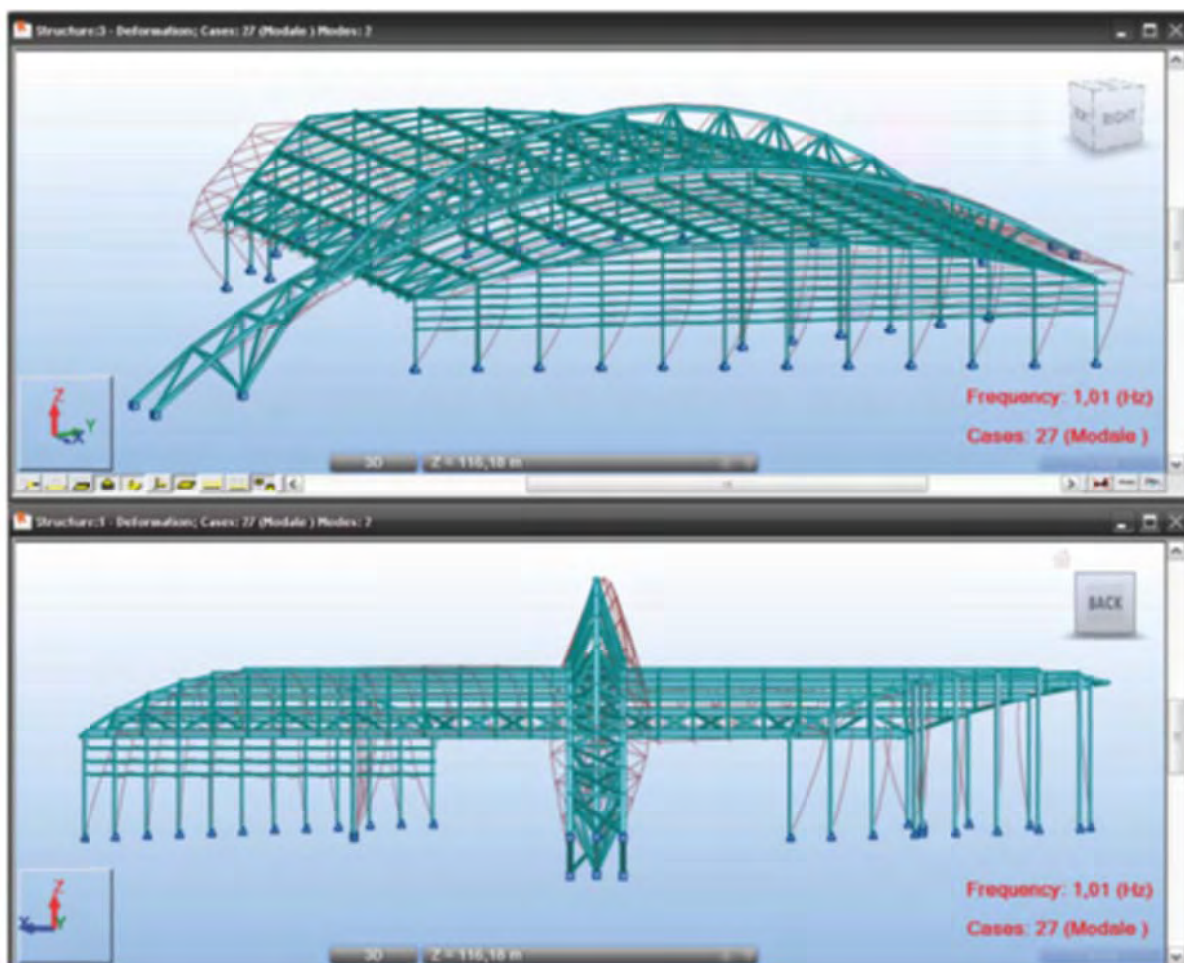 Structure:3 - Deformation; Cases: 27 (Modale ) Modes: 2
RIGHT
Z
Y
X
Frequency: 1,01 (Hz)
Cases: 27 (Modale )
3D
Z = 116,18 m
Structure:1 - Deformation; Cases: 27 (Modale ) Modes: 2
BACK
Z
X
Y
Frequency: 1,01 (Hz)
Cases: 27 (Modale )
3D
Z = 116,18 m